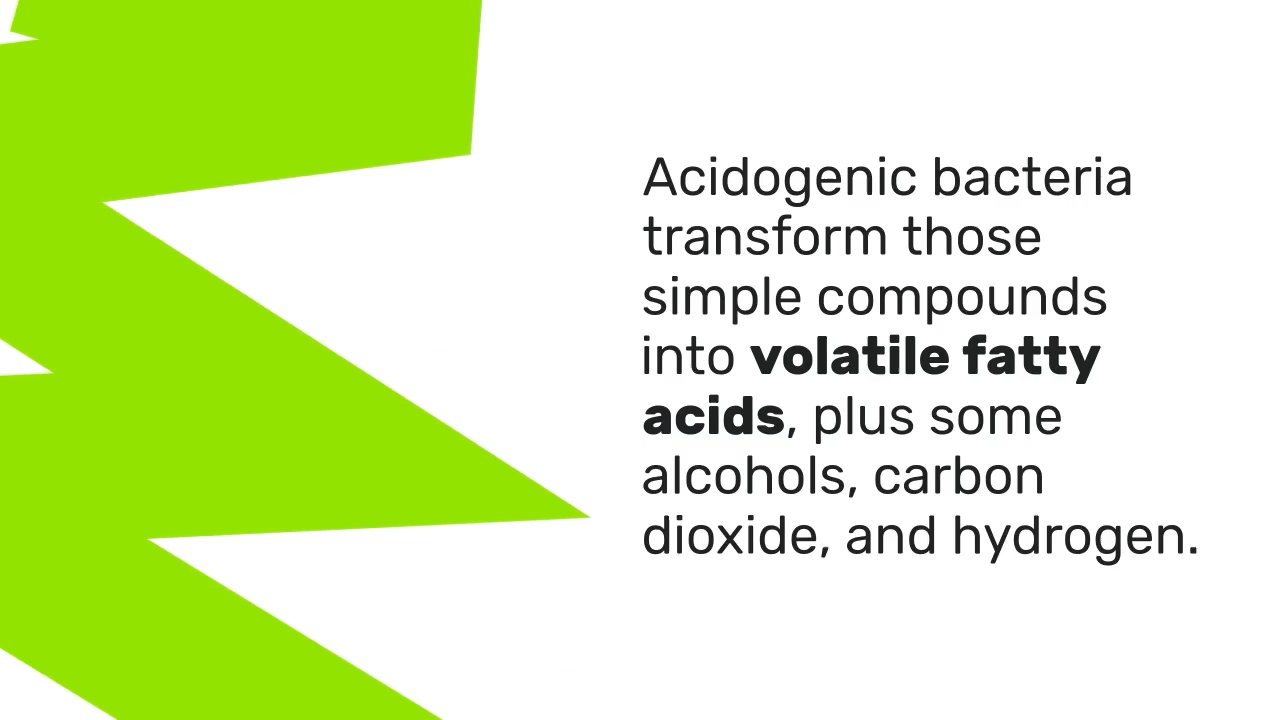 Acidogenic bacteria
transform those
simple compounds
into volatile fatty
acids, plus some
alcohols, carbon
dioxide, and hydrogen.